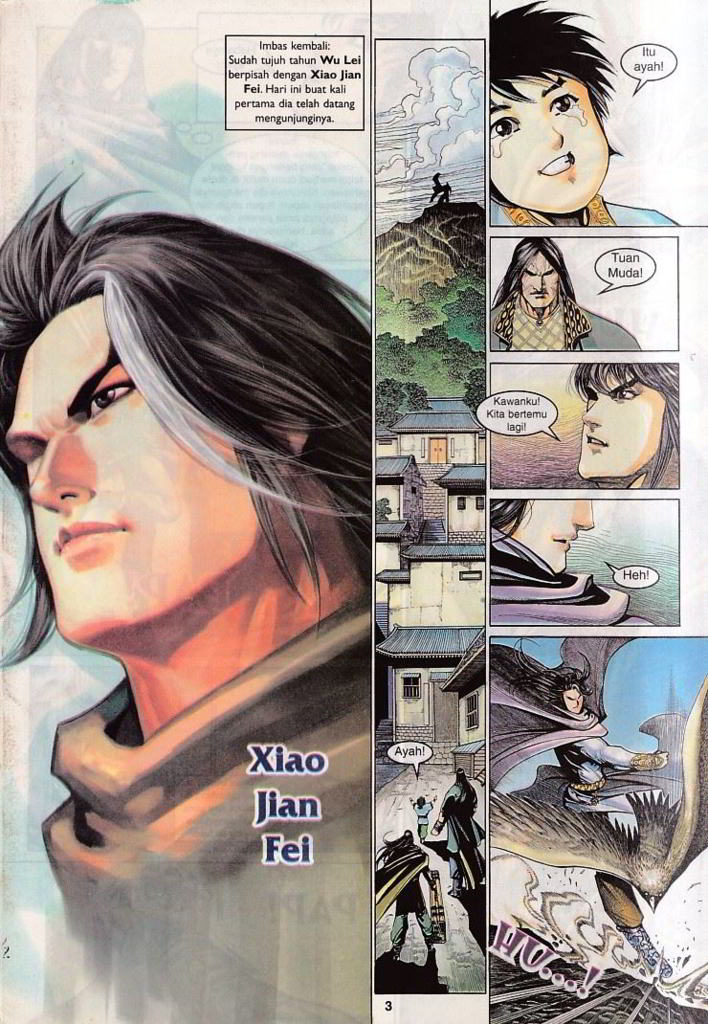 Imbas kembali:
Sudah tujuh tahun Wu Lei
berpisah dengan Xiao Jian
Fei. Hari ini buat kali
pertama dia telah datang
mengunjunginya.
Xiao
Jian
Fei
Ayah!
Itu
ayah!
Tuan
Muda!
Kawanku!
Kita bertemu
lagi!
Heh!
HU....!
3